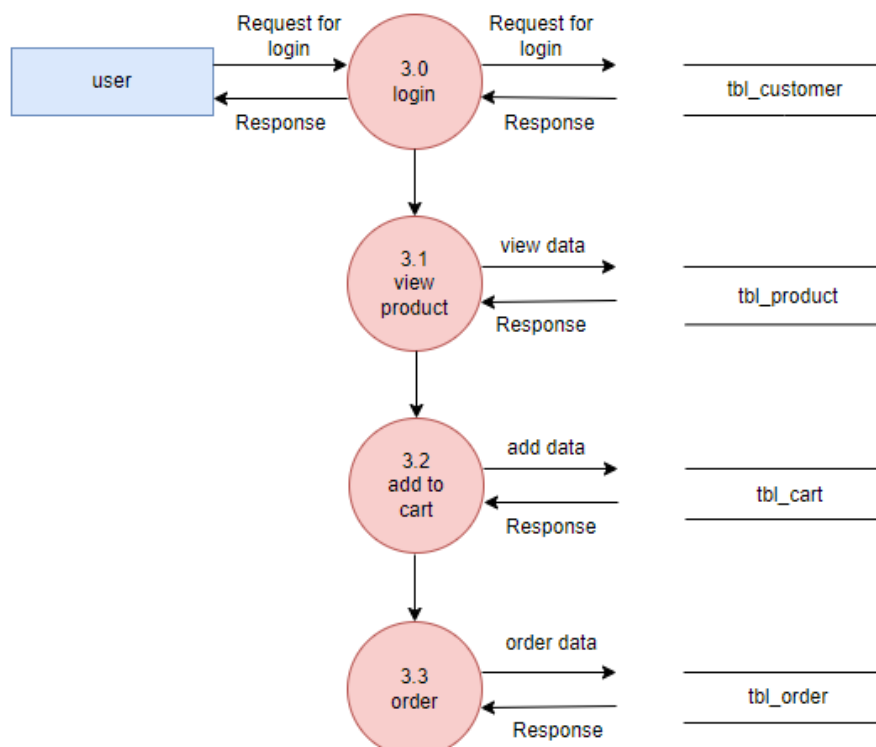 Request for
login
Request for
login
user
3.0
login
tbl_customer
Response
Response
3.1
view
product
view data
tbl_product
Response
3.2
add to
cart
add data
tbl_cart
Response
3.3
order
order data
tbl_order
Response